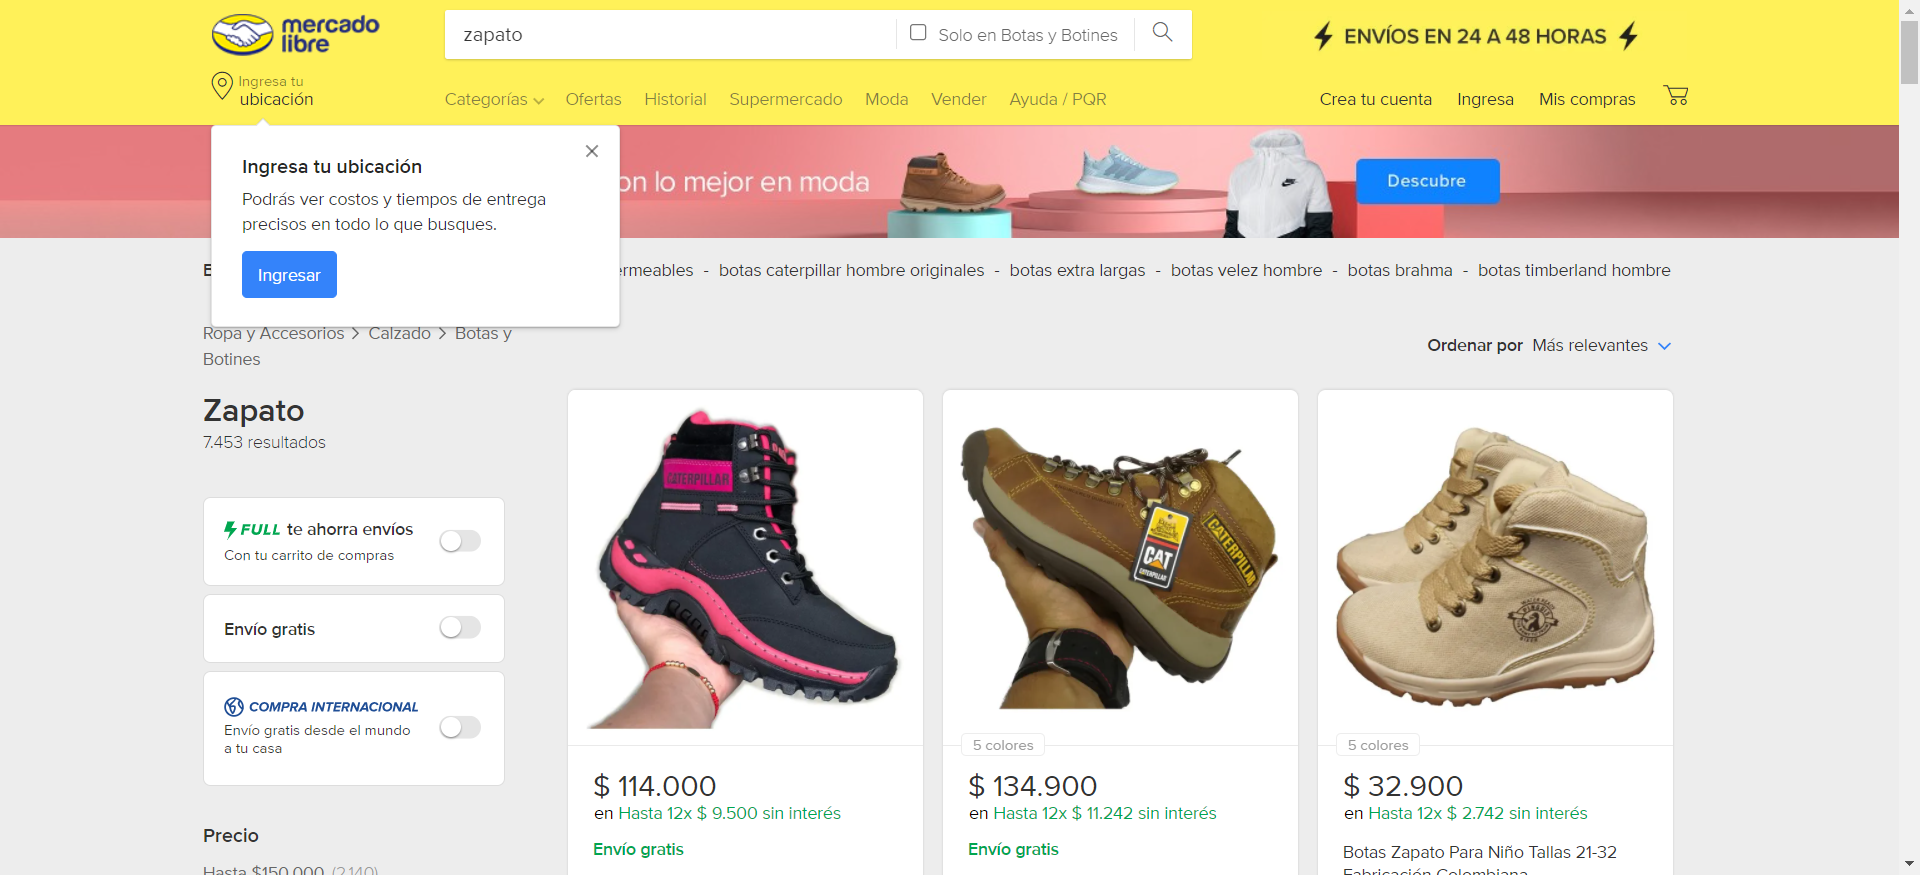 mercado
libre
zapato
Solo en Botas y Botines
ENVÍOS EN 24 A 48 HORAS
Ingresa tu
ubicación
Categorías
Ofertas
Historial
Supermercado
Moda
Vender
Ayuda / PQR
Crea tu cuenta
Ingresa
Mis compras
Ingresa tu ubicación
Podrás ver costos y tiempos de entrega
precisos en todo lo que busques.
Ingresar
on lo mejor en moda
Descubre
ermeables - botas caterpillar hombre originales - botas extra largas - botas velez hombre - botas brahma - botas timberland hombre
Ropa y Accesorios > Calzado > Botas y
Botines
Ordenar por Más relevantes
Zapato
7.453 resultados
FULL te ahorra envíos
Con tu carrito de compras
Envío gratis
COMPRA INTERNACIONAL
Envío gratis desde el mundo
a tu casa
Precio
Hasta $150.000 (2.140)
CATERPILLAR
$ 114.000
en Hasta 12x $ 9.500 sin interés
Envío gratis
CATERPILLAR
CAT
CATERPILLAR
5 colores
$ 134.900
en Hasta 12x $ 11.242 sin interés
Envío gratis
5 colores
$ 32.900
en Hasta 12x $ 2.742 sin interés
Botas Zapato Para Niño Tallas 21-32
Fabricación Colombiana